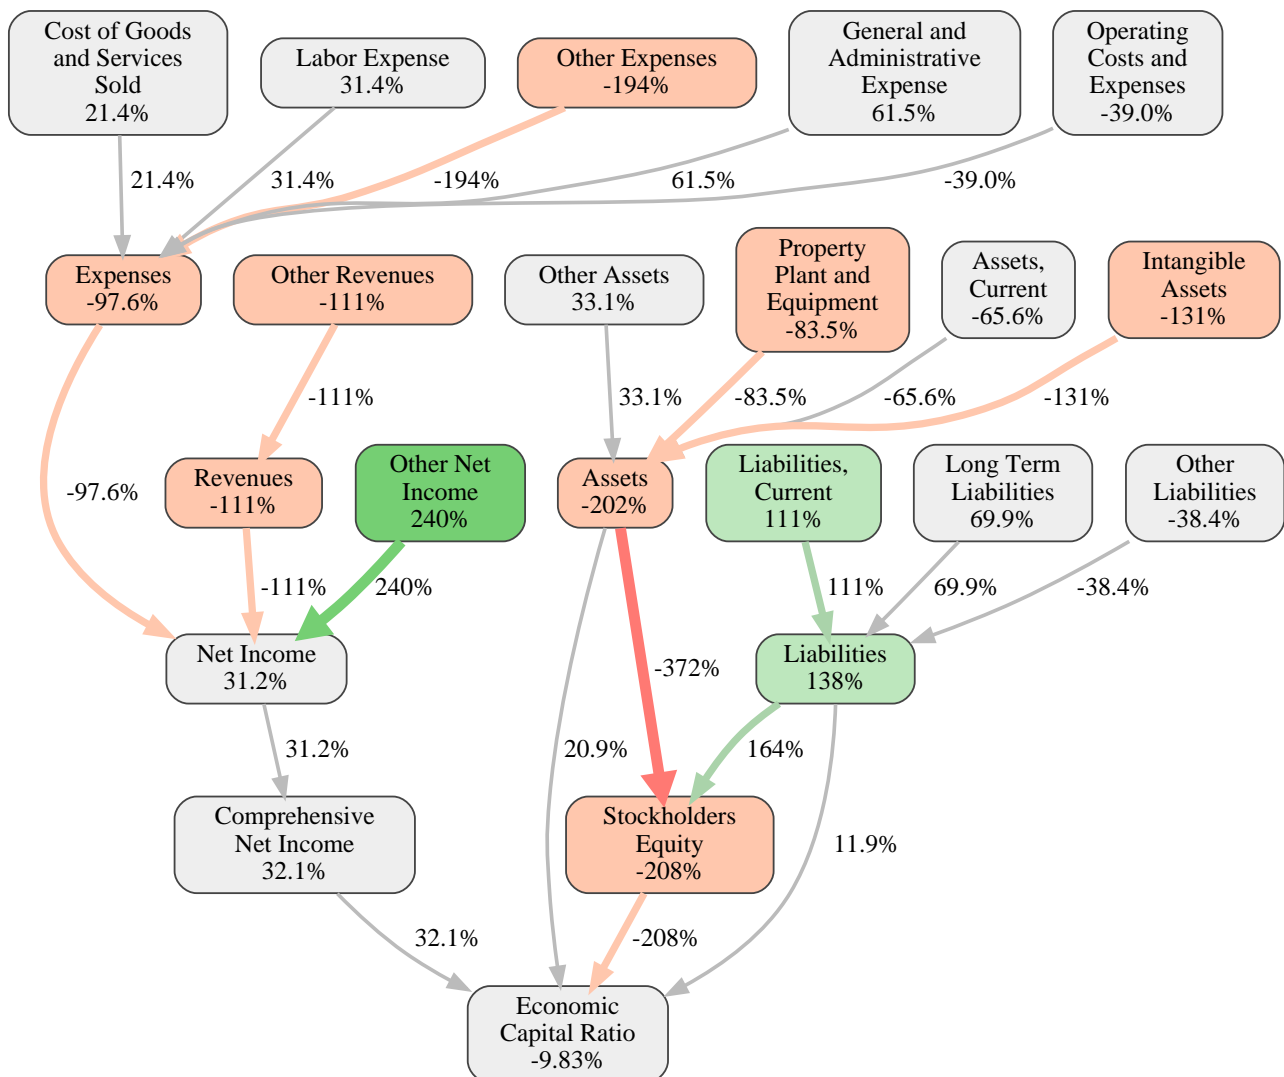 Cost of Goods
and Services
Sold
21.4%
Labor Expense
31.4%
Other Expenses
-194%
General and
Administrative
Expense
61.5%
Operating
Costs and
Expenses
-39.0%
21.4%
31.4%
-194%
61.5%
-39.0%
Expenses
-97.6%
Other Revenues
-111%
Other Assets
33.1%
Property
Plant and
Equipment
-83.5%
Assets,
Current
-65.6%
Intangible
Assets
-131%
-111%
33.1%
-83.5%
-65.6%
-131%
-97.6%
Revenues
-111%
Other Net
Income
240%
Assets
-202%
Liabilities,
Current
111%
Long Term
Liabilities
69.9%
Other
Liabilities
-38.4%
-111%
240%
111%
69.9%
-38.4%
Net Income
31.2%
-372%
Liabilities
138%
31.2%
20.9%
164%
Comprehensive
Net Income
32.1%
Stockholders
Equity
-208%
11.9%
32.1%
-208%
Economic
Capital Ratio
-9.83%